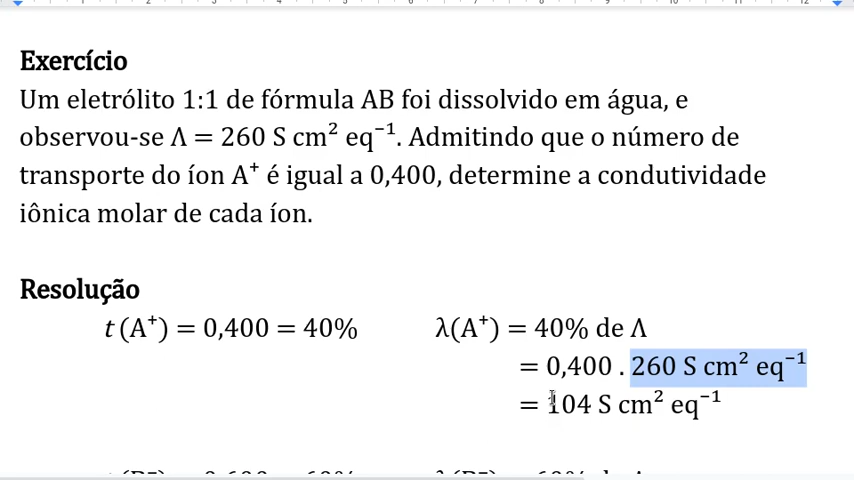 Exercício
Um eletrólito 1:1 de fórmula AB foi dissolvido em água, e
observou-se Λ = 260 S cm² eq⁻¹. Admitindo que o número de
transporte do íon A⁺ é igual a 0,400, determine a condutividade
iônica molar de cada íon.
Resolução
t (A⁺) = 0,400 = 40% λ(A⁺) = 40% de Λ
= 0,400 . 260 S cm² eq⁻¹
= 104 S cm² eq⁻¹